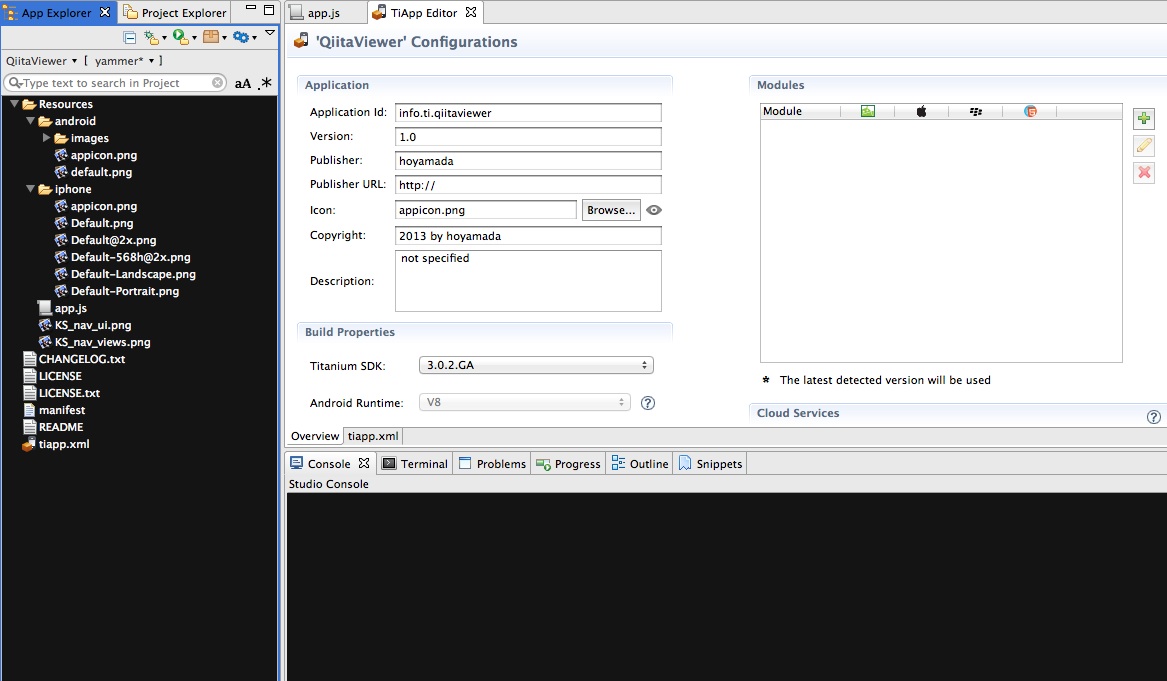 App Explorer
Project Explorer
QiitaViewer
[ yammer* ]
Type text to search in Project
aA .*
Resources
android
images
appicon.png
default.png
iphone
appicon.png
Default.png
Default@2x.png
Default-568h@2x.png
Default-Landscape.png
Default-Portrait.png
app.js
KS_nav_ui.png
KS_nav_views.png
CHANGELOG.txt
LICENSE
LICENSE.txt
manifest
README
tiapp.xml
app.js
TiApp Editor
'QiitaViewer' Configurations
Application
Application Id: info.ti.qiitaviewer
Version: 1.0
Publisher: hoyamada
Publisher URL: http://
Icon: appicon.png Browse...
Copyright: 2013 by hoyamada
Description: not specified
Build Properties
Titanium SDK: 3.0.2.GA
Android Runtime: V8 ?
Modules
Module
* The latest detected version will be used
Cloud Services ?
Overview tiapp.xml
Console Terminal Problems Progress Outline Snippets
Studio Console